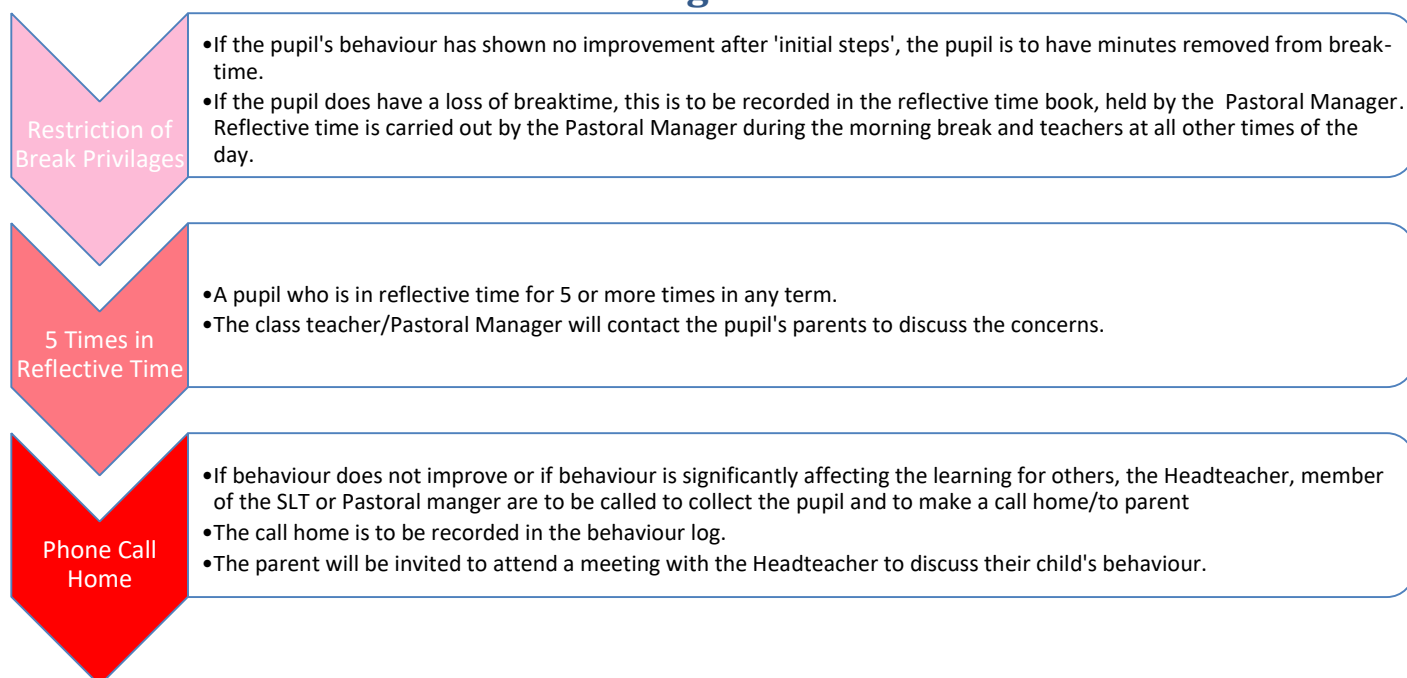 Restriction of
Break Privilages
•If the pupil's behaviour has shown no improvement after 'initial steps', the pupil is to have minutes removed from break-
time.
•If the pupil does have a loss of breaktime, this is to be recorded in the reflective time book, held by the Pastoral Manager.
Reflective time is carried out by the Pastoral Manager during the morning break and teachers at all other times of the
day.
5 Times in
Reflective Time
•A pupil who is in reflective time for 5 or more times in any term.
•The class teacher/Pastoral Manager will contact the pupil's parents to discuss the concerns.
Phone Call
Home
•If behaviour does not improve or if behaviour is significantly affecting the learning for others, the Headteacher, member
of the SLT or Pastoral manger are to be called to collect the pupil and to make a call home/to parent
•The call home is to be recorded in the behaviour log.
•The parent will be invited to attend a meeting with the Headteacher to discuss their child's behaviour.